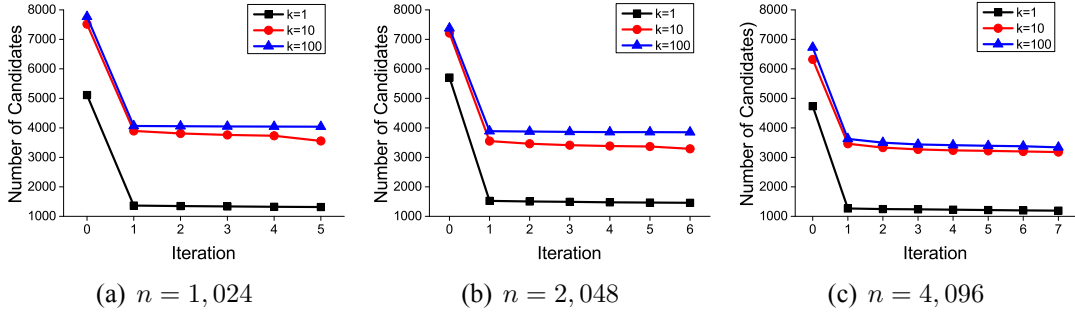 Number of Candidates
8000
7000
6000
5000
4000
3000
2000
1000
0 1 2 3 4 5
Iteration
k=1
k=10
k=100
(a) n = 1, 024
Number of Candidates
8000
7000
6000
5000
4000
3000
2000
1000
0 1 2 3 4 5 6
Iteration
k=1
k=10
k=100
(b) n = 2, 048
Number of Candidates)
8000
7000
6000
5000
4000
3000
2000
1000
0 1 2 3 4 5 6 7
Iteration
k=1
k=10
k=100
(c) n = 4, 096